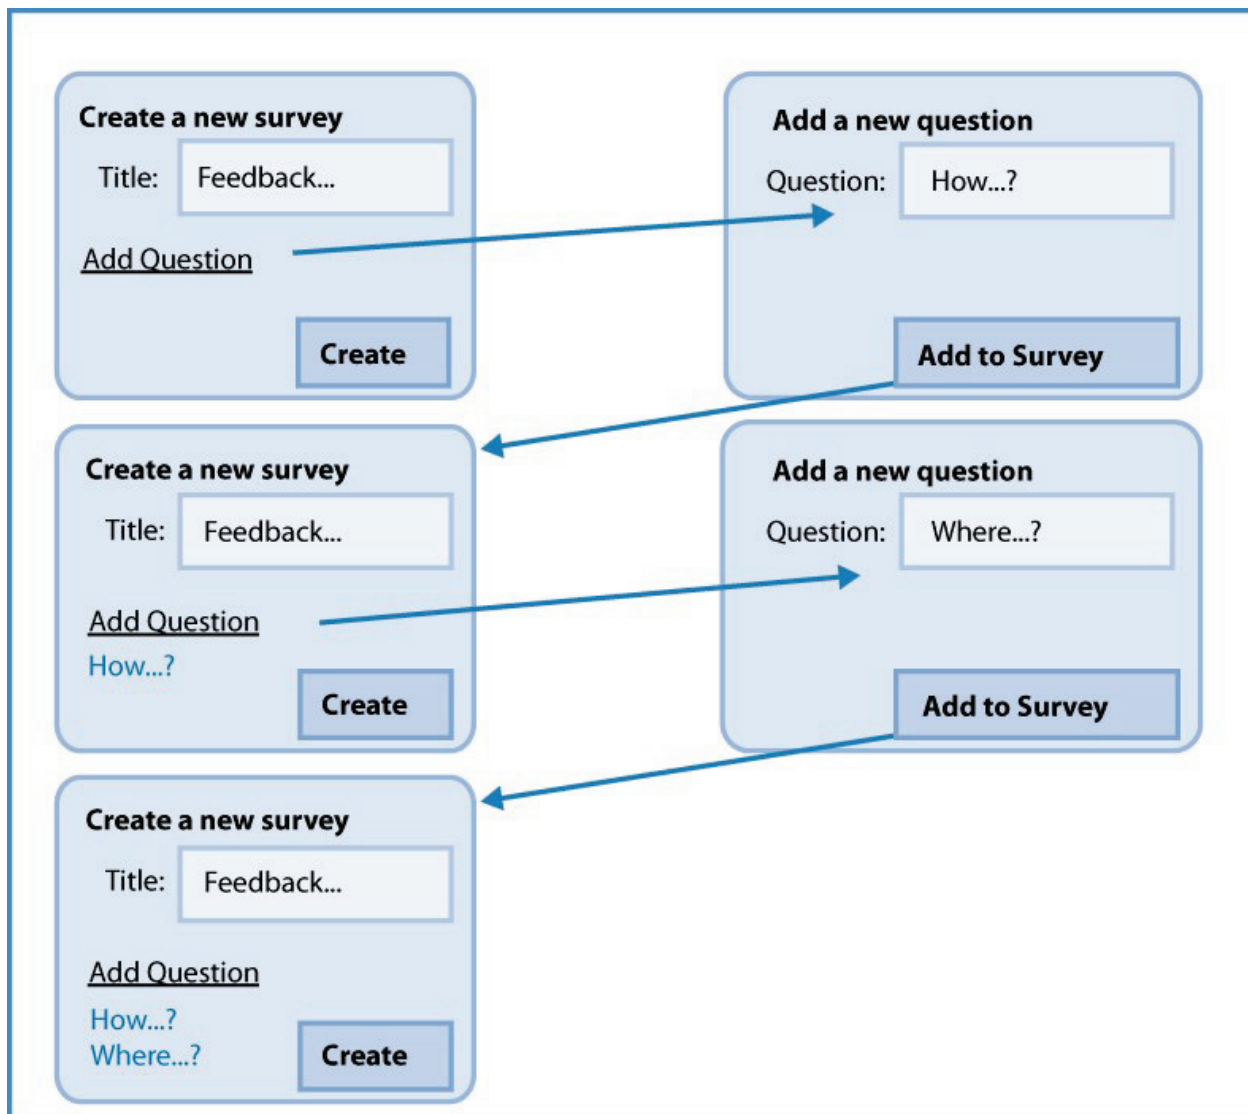 Create a new survey
Title: Feedback...
Add Question
Create
Add a new question
Question: How...?
Add to Survey
Create a new survey
Title: Feedback...
Add Question
How...?
Create
Add a new question
Question: Where...?
Add to Survey
Create a new survey
Title: Feedback...
Add Question
How...?
Where...?
Create